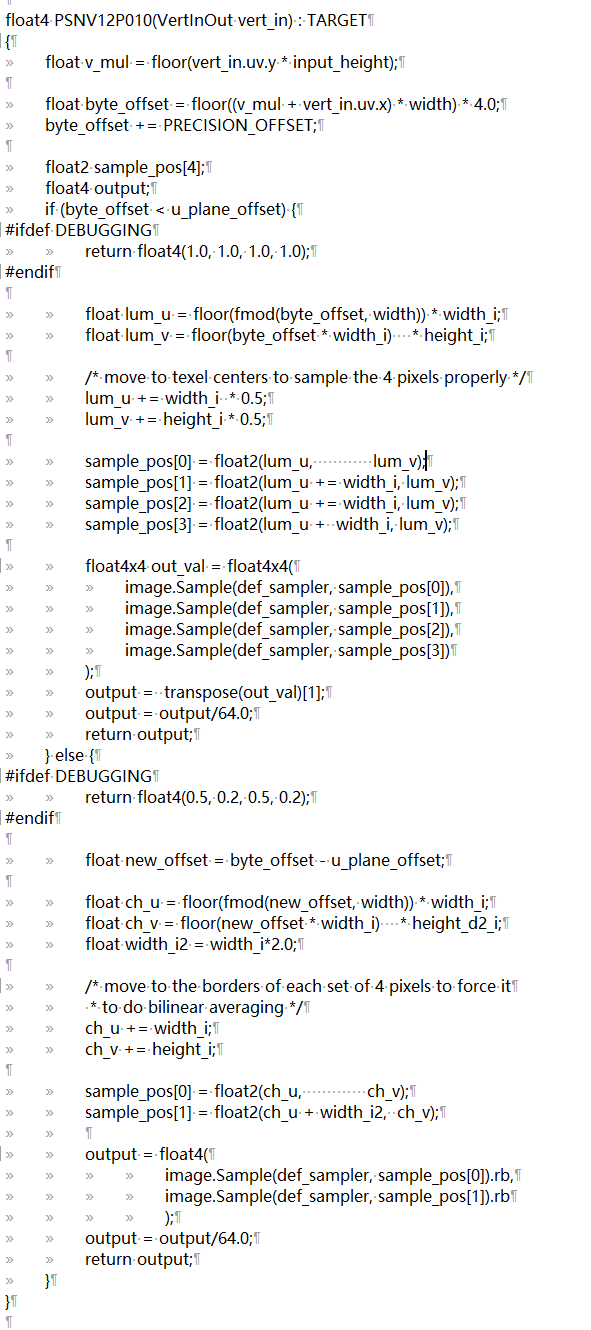 float4 PSNV12P010(VertInOut vert_in) : TARGET
{
float v_mul = floor(vert_in.uv.y * input_height);
float byte_offset = floor((v_mul + vert_in.uv.x) * width) * 4.0;
byte_offset += PRECISION_OFFSET;
float2 sample_pos[4];
float4 output;
if (byte_offset < u_plane_offset) {
#ifdef DEBUGGING
return float4(1.0, 1.0, 1.0, 1.0);
#endif
float lum_u = floor(fmod(byte_offset, width)) * width_i;
float lum_v = floor(byte_offset * width_i)    * height_i;
/* move to texel centers to sample the 4 pixels properly */
lum_u += width_i  * 0.5;
lum_v += height_i * 0.5;
sample_pos[0] = float2(lum_u,            lum_v);
sample_pos[1] = float2(lum_u += width_i, lum_v);
sample_pos[2] = float2(lum_u += width_i, lum_v);
sample_pos[3] = float2(lum_u +  width_i, lum_v);
float4x4 out_val = float4x4(
image.Sample(def_sampler, sample_pos[0]),
image.Sample(def_sampler, sample_pos[1]),
image.Sample(def_sampler, sample_pos[2]),
image.Sample(def_sampler, sample_pos[3])
);
output =  transpose(out_val)[1];
output = output/64.0;
return output;
} else {
#ifdef DEBUGGING
return float4(0.5, 0.2, 0.5, 0.2);
#endif
float new_offset = byte_offset - u_plane_offset;
float ch_u = floor(fmod(new_offset, width)) * width_i;
float ch_v = floor(new_offset * width_i)    * height_d2_i;
float width_i2 = width_i*2.0;
/* move to the borders of each set of 4 pixels to force it
* to do bilinear averaging */
ch_u += width_i;
ch_v += height_i;
sample_pos[0] = float2(ch_u,            ch_v);
sample_pos[1] = float2(ch_u + width_i2,  ch_v);
output = float4(
image.Sample(def_sampler, sample_pos[0]).rb,
image.Sample(def_sampler, sample_pos[1]).rb
);
output = output/64.0;
return output;
}
}